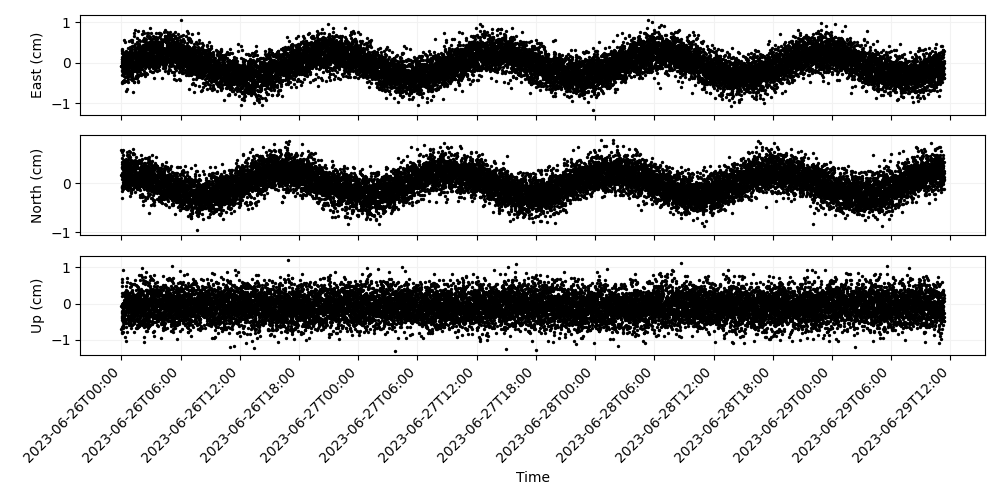 East (cm)
1
0
−1
North (cm)
0
−1
Up (cm)
1
0
−1
2023-06-26T00:00
2023-06-26T06:00
2023-06-26T12:00
2023-06-26T18:00
2023-06-27T00:00
2023-06-27T06:00
2023-06-27T12:00
2023-06-27T18:00
2023-06-28T00:00
2023-06-28T06:00
2023-06-28T12:00
2023-06-28T18:00
2023-06-29T00:00
2023-06-29T06:00
2023-06-29T12:00
Time